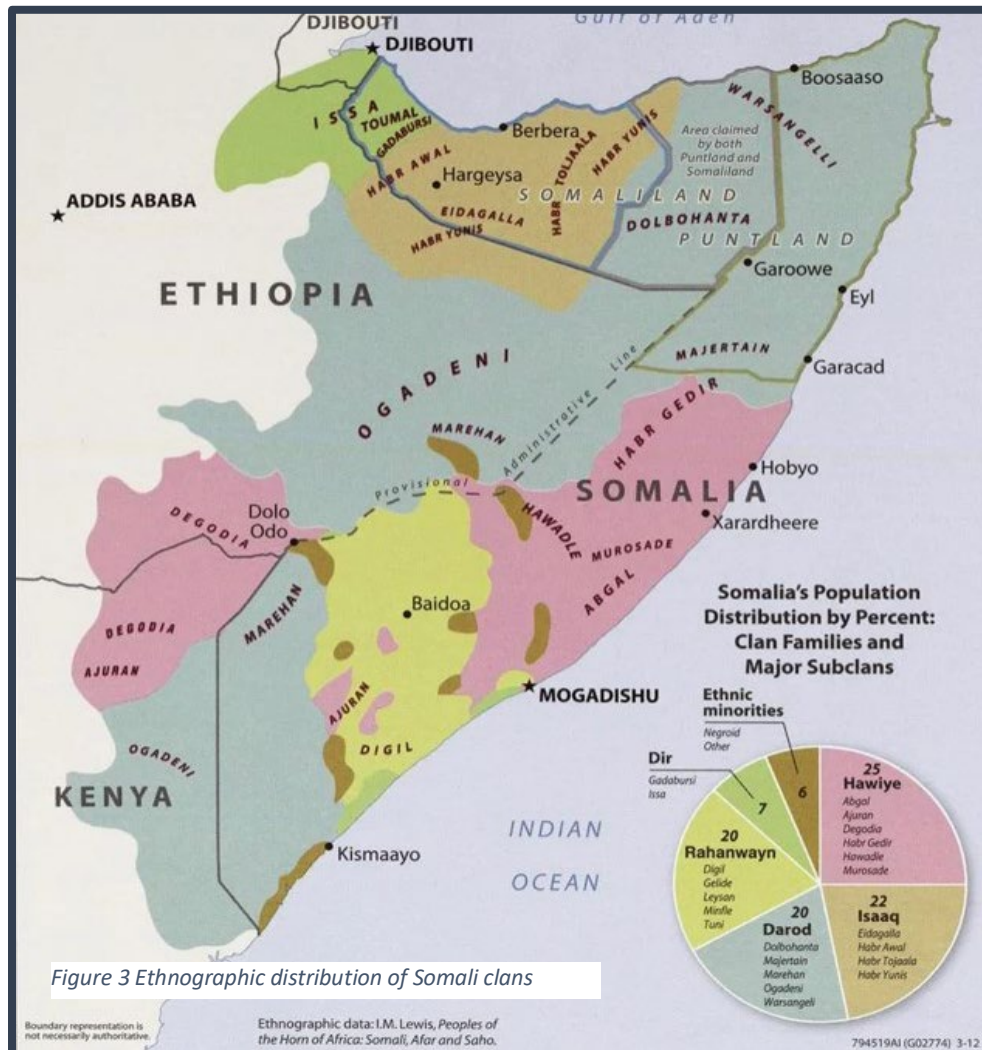 DJIBOUTI
Gulf of Aden
DJIBOUTI
Boosaaso
ISSA
TOUMAL
GADABURSI
WARSANGELLI
Berbera
HABR AWAL
HABR TOLJAALA
HABR YUNIS
Area claimed
by both
Puntland and
Somaliland
Hargeysa
SOMALILAND
ADDIS ABABA
EIDAGALLA
HABR YUNIS
DOLBOHANTA
PUNTLAND
Garoowe
ETHIOPIA
Eyl
OGADENI
MAJERTAIN
Garacad
Provisional Administrative Line
MAREHAN
HABR GEDIR
Hobyo
SOMALIA
Xarardheere
Dolo
Odo
DEGODIA
HAWADLE
MUROSADE
ABGAL
MAREHAN
Baidoa
DEGODIA
AJURAN
MOGADISHU
AJURAN
DIGIL
OGADENI
KENYA
Kismaayo
INDIAN
OCEAN
Somalia's Population
Distribution by Percent:
Clan Families and
Major Subclans
Ethnic
minorities
Negroid
Other
6
Dir
Gadabursi
Issa
7
25
Hawiye
Abgal
Ajuran
Degodia
Habr Gedir
Hawadle
Murosade
20
Rahanwayn
Digil
Gelide
Leysan
Mirifle
Tuni
22
Isaaq
Eidagalla
Habr Awal
Habr Tojaala
Habr Yunis
20
Darod
Dolbohanta
Majertain
Marehan
Ogadeni
Warsangeli
Figure 3 Ethnographic distribution of Somali clans
Boundary representation is
not necessarily authoritative.
Ethnographic data: I.M. Lewis, Peoples of
the Horn of Africa: Somali, Afar and Saho.
794519AI (G02774) 3-12